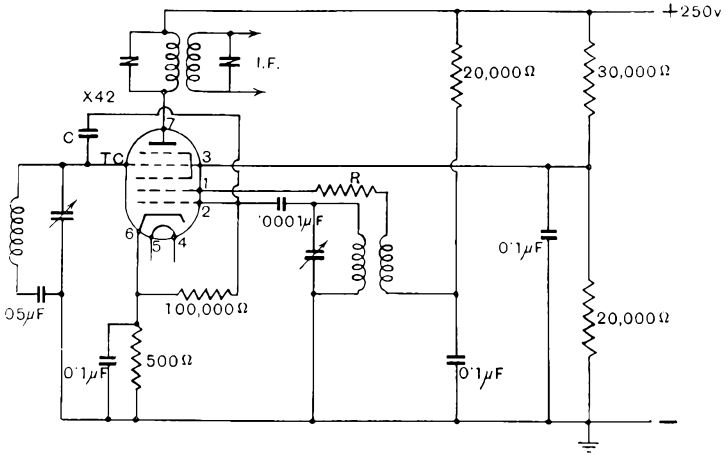 +250v
I.F.
20,000Ω
30,000Ω
X42
C
7
TC
3
1
2
R
.0001µF
6
5
4
0.1µF
.05µF
100,000Ω
20,000Ω
0.1µF
500Ω
0.1µF
−